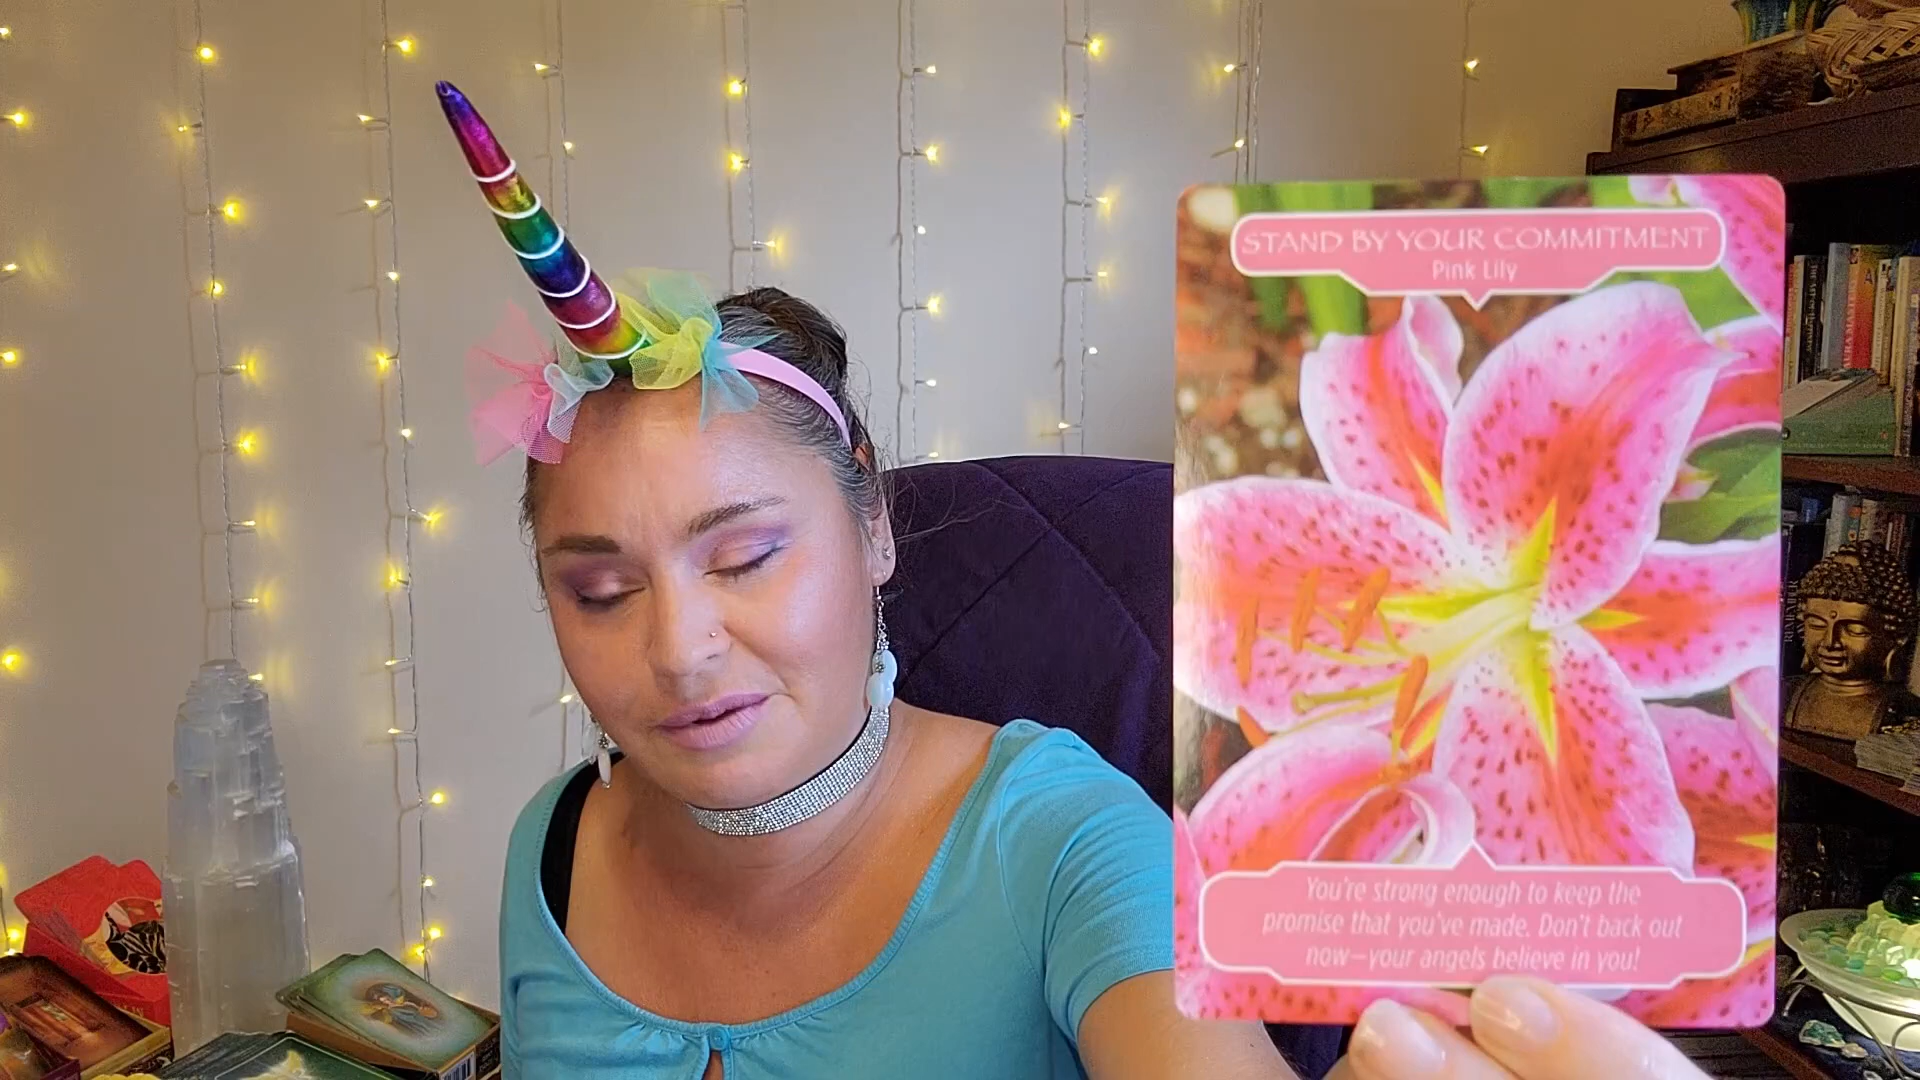 STAND BY YOUR COMMITMENT
Pink Lily
You're strong enough to keep the
promise that you've made. Don't back out
now—your angels believe in you!